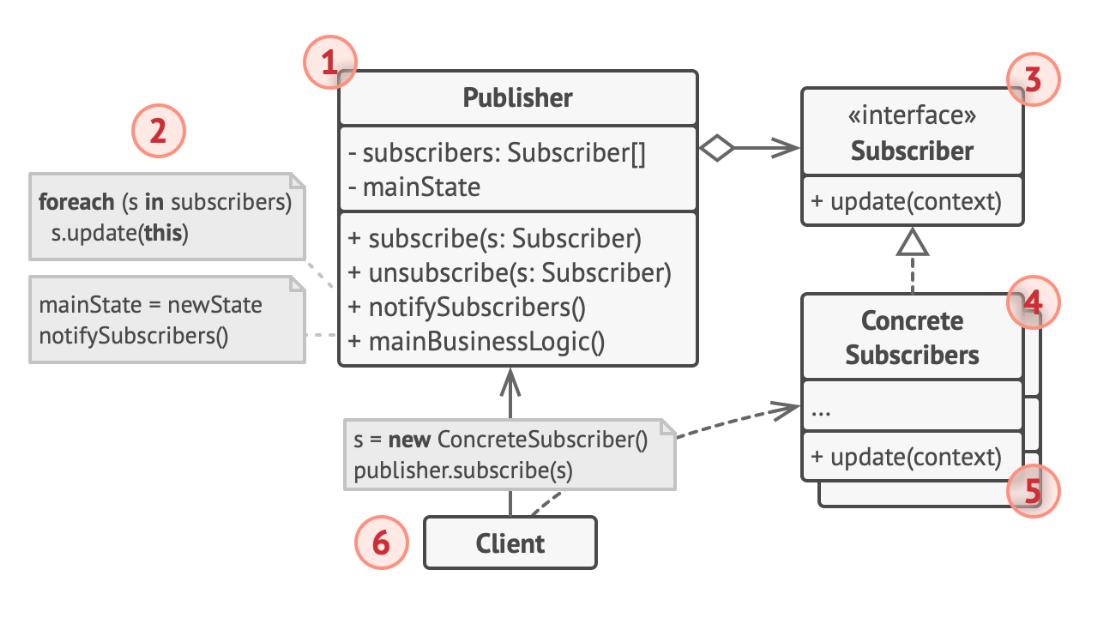 1
Publisher
- subscribers: Subscriber[]
- mainState
+ subscribe(s: Subscriber)
+ unsubscribe(s: Subscriber)
+ notifySubscribers()
+ mainBusinessLogic()
2
foreach (s in subscribers)
s.update(this)
mainState = newState
notifySubscribers()
3
«interface»
Subscriber
+ update(context)
4
Concrete
Subscribers
...
+ update(context)
5
s = new ConcreteSubscriber()
publisher.subscribe(s)
6
Client